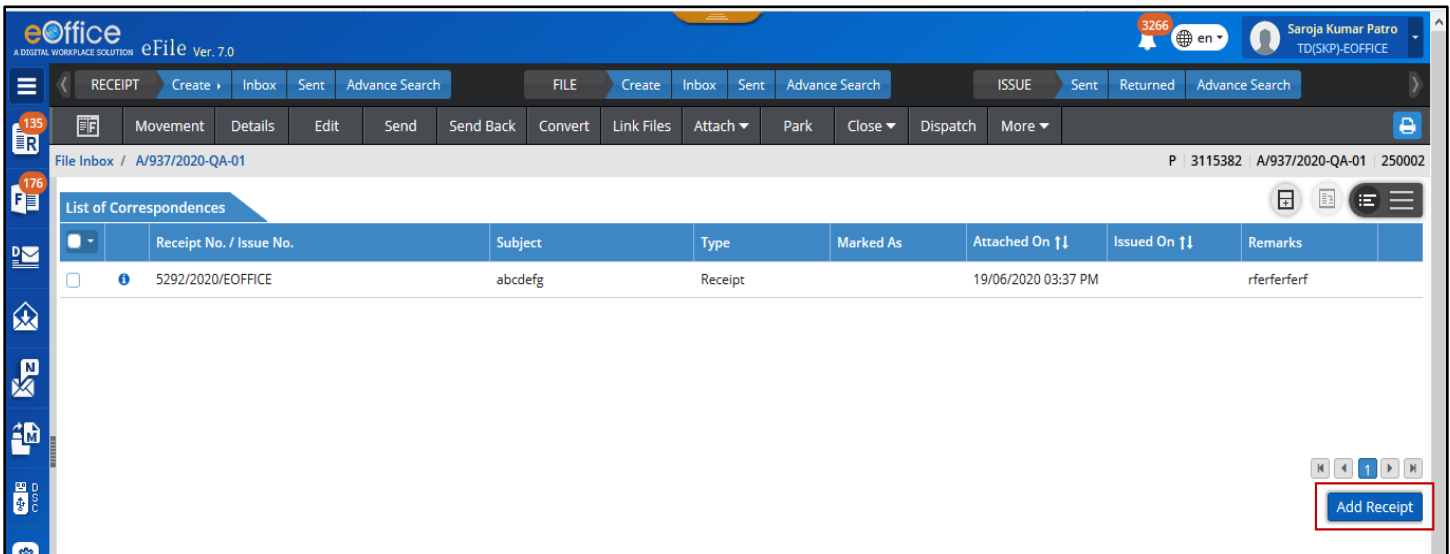 eOffice
A DIGITAL WORKPLACE SOLUTION eFile Ver. 7.0
3266 en Saroja Kumar Patro
TD(SKP)-EOFFICE
RECEIPT Create Inbox Sent Advance Search FILE Create Inbox Sent Advance Search ISSUE Sent Returned Advance Search
135 R F Movement Details Edit Send Send Back Convert Link Files Attach Park Close Dispatch More
File Inbox / A/937/2020-QA-01 P 3115382 A/937/2020-QA-01 250002
176 F
List of Correspondences
Receipt No. / Issue No. Subject Type Marked As Attached On Issued On Remarks
D
5292/2020/EOFFICE abcdefg Receipt 19/06/2020 03:37 PM rferferferf
N
M
1
DSC
Add Receipt